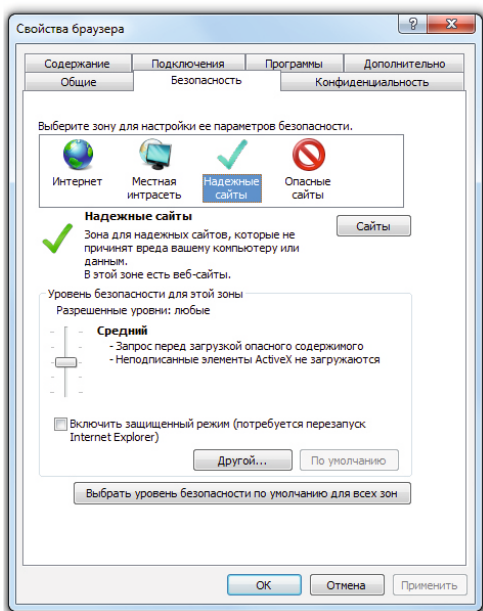 Свойства браузера
Содержание Подключения Программы Дополнительно
Общие Безопасность Конфиденциальность
Выберите зону для настройки ее параметров безопасности.
Интернет Местная интрасеть Надежные сайты Опасные сайты
Надежные сайты
Сайты
Зона для надежных сайтов, которые не
причинят вреда вашему компьютеру или
данным.
В этой зоне есть веб-сайты.
Уровень безопасности для этой зоны
Разрешенные уровни: любые
Средний
- Запрос перед загрузкой опасного содержимого
- Неподписанные элементы ActiveX не загружаются
Включить защищенный режим (потребуется перезапуск
Internet Explorer)
Другой... По умолчанию
Выбрать уровень безопасности по умолчанию для всех зон
OK Отмена Применить